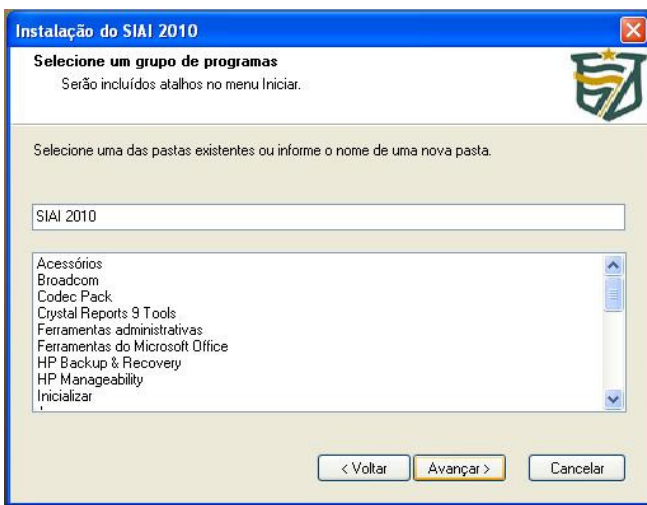 Instalação do SIAI 2010
Selecione um grupo de programas
Serão incluídos atalhos no menu Iniciar.
Selecione uma das pastas existentes ou informe o nome de uma nova pasta.
SIAI 2010
Acessórios
Broadcom
Codec Pack
Crystal Reports 9 Tools
Ferramentas administrativas
Ferramentas do Microsoft Office
HP Backup & Recovery
HP Manageability
Inicializar
< Voltar Avançar > Cancelar